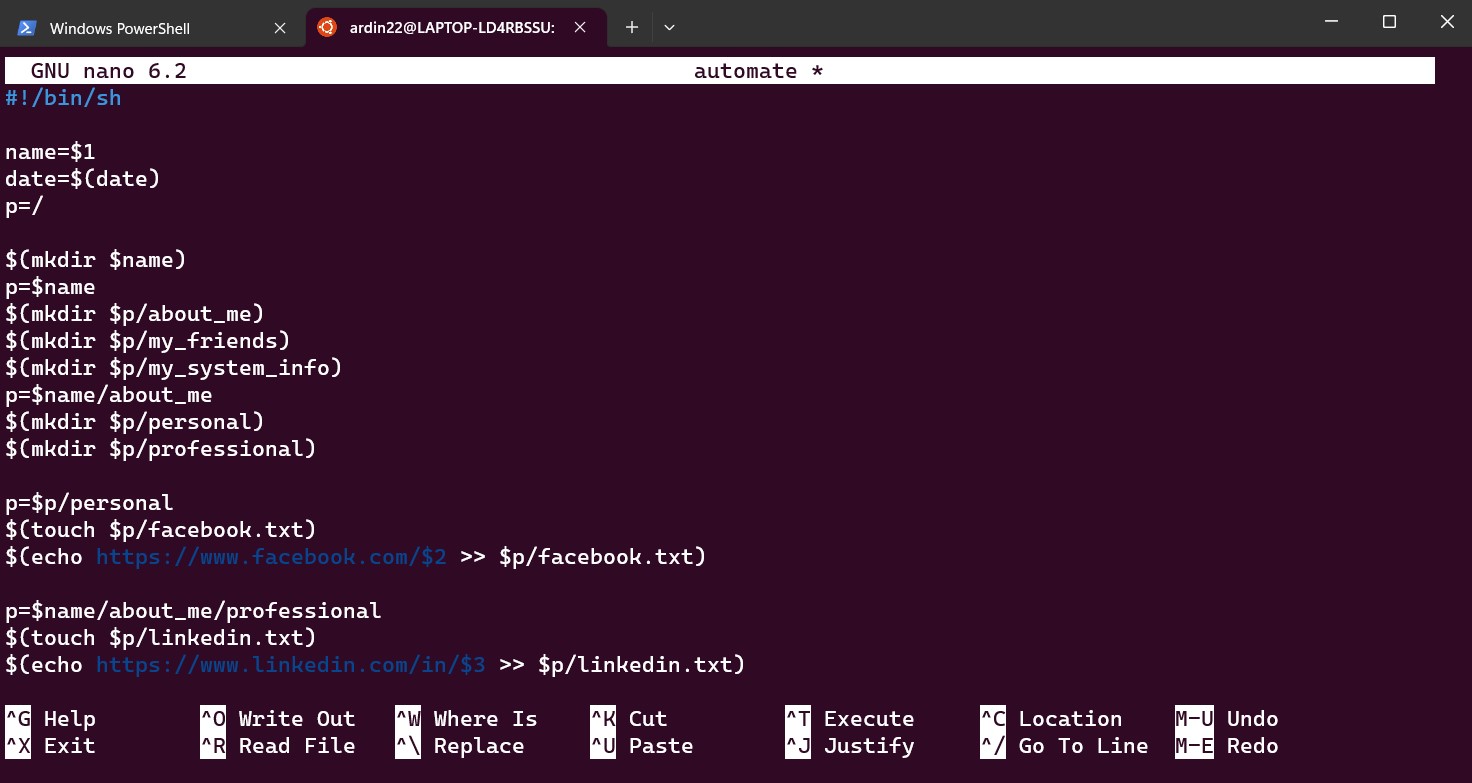 Windows PowerShell
ardin22@LAPTOP-LD4RBSSU:
GNU nano 6.2 automate *
#!/bin/sh
name=$1
date=$(date)
p=/
$(mkdir $name)
p=$name
$(mkdir $p/about_me)
$(mkdir $p/my_friends)
$(mkdir $p/my_system_info)
p=$name/about_me
$(mkdir $p/personal)
$(mkdir $p/professional)
p=$p/personal
$(touch $p/facebook.txt)
$(echo https://www.facebook.com/$2 >> $p/facebook.txt)
p=$name/about_me/professional
$(touch $p/linkedin.txt)
$(echo https://www.linkedin.com/in/$3 >> $p/linkedin.txt)
^G Help ^O Write Out ^W Where Is ^K Cut ^T Execute ^C Location M-U Undo
^X Exit ^R Read File ^\ Replace ^U Paste ^J Justify ^/ Go To Line M-E Redo